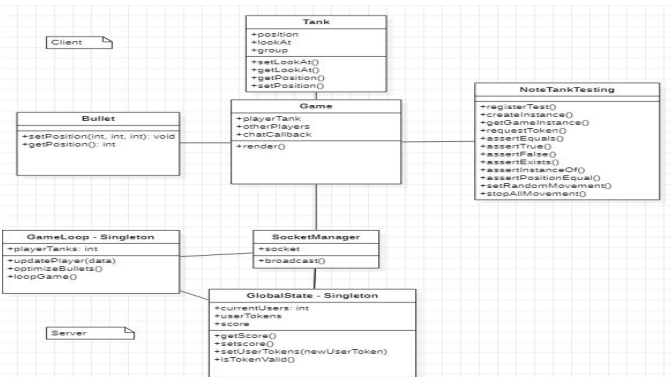 Client
Tank
+position
+lookAt
+group
+setLookAt()
+getLookAt()
+getPosition()
+setPosition()
Bullet
+setPosition(int, int, int): void
+getPosition(): int
Game
+playerTank
+otherPlayers
+chatCallback
+render()
NoteTankTesting
+registerTest()
+createInstance()
+getGameInstance()
+requestToken()
+assertEquals()
+assertTrue()
+assertFalse()
+assertExists()
+assertInstanceOf()
+assertPositionEqual()
+setRandomMovement()
+stopAllMovement()
GameLoop - Singleton
+playerTanks: int
+updatePlayer(data)
+optimizeBullets()
+loopGame()
SocketManager
+socket
+broadcast()
GlobalState - Singleton
+currentUsers: int
+userTokens
+score
+getScore()
+setscore()
+setUserTokens(newUserToken)
+isTokenValid()
Server